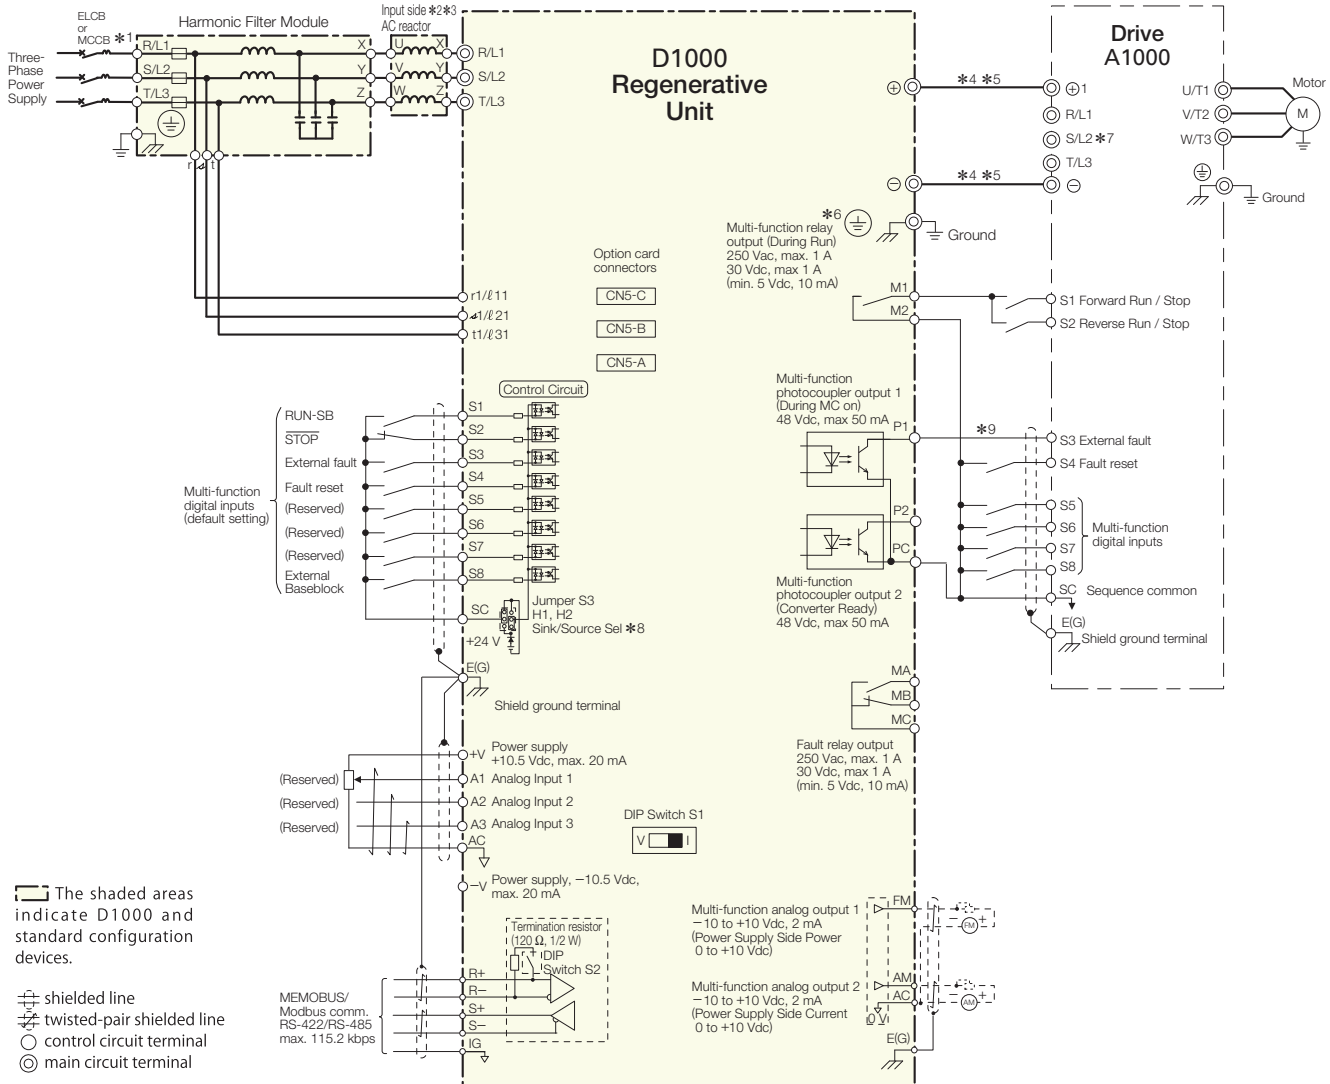 ELCB
or
MCCB *1
Harmonic Filter Module
Input side *2*3
AC reactor
Three-
Phase
Power
Supply
R/L1
S/L2
T/L3
X
Y
Z
U
X
V
Y
W
Z
R/L1
S/L2
T/L3
r
s
t
D1000
Regenerative
Unit
+
*4 *5
−
*4 *5
Drive
A1000
+1
R/L1
S/L2 *7
T/L3
−
U/T1
V/T2
W/T3
Motor
M
Ground
*6
Ground
Multi-function relay
output (During Run)
250 Vac, max. 1 A
30 Vdc, max 1 A
(min. 5 Vdc, 10 mA)
M1
M2
S1 Forward Run / Stop
S2 Reverse Run / Stop
Option card
connectors
CN5-C
CN5-B
CN5-A
r1/ℓ11
s1/ℓ21
t1/ℓ31
Control Circuit
Multi-function
digital inputs
(default setting)
RUN-SB
STOP
External fault
Fault reset
(Reserved)
(Reserved)
(Reserved)
External
Baseblock
S1
S2
S3
S4
S5
S6
S7
S8
SC
+24 V
Jumper S3
H1, H2
Sink/Source Sel *8
E(G)
Shield ground terminal
Multi-function
photocoupler output 1
(During MC on)
48 Vdc, max 50 mA
P1
*9
P2
PC
Multi-function
photocoupler output 2
(Converter Ready)
48 Vdc, max 50 mA
S3 External fault
S4 Fault reset
S5
S6
S7
S8
Multi-function
digital inputs
SC Sequence common
E(G)
Shield ground terminal
MA
MB
MC
Fault relay output
250 Vac, max. 1 A
30 Vdc, max 1 A
(min. 5 Vdc, 10 mA)
(Reserved)
(Reserved)
(Reserved)
+V Power supply
+10.5 Vdc, max. 20 mA
A1 Analog Input 1
A2 Analog Input 2
A3 Analog Input 3
AC
−V Power supply, −10.5 Vdc,
max. 20 mA
DIP Switch S1
V I
Termination resistor
(120 Ω, 1/2 W)
DIP
Switch S2
MEMOBUS/
Modbus comm.
RS-422/RS-485
max. 115.2 kbps
R+
R−
S+
S−
IG
Multi-function analog output 1
−10 to +10 Vdc, 2 mA
(Power Supply Side Power
0 to +10 Vdc)
FM
FM
+
−
Multi-function analog output 2
−10 to +10 Vdc, 2 mA
(Power Supply Side Current
0 to +10 Vdc)
AM
AC
0 V
AM
+
−
E(G)
The shaded areas
indicate D1000 and
standard configuration
devices.
shielded line
twisted-pair shielded line
control circuit terminal
main circuit terminal